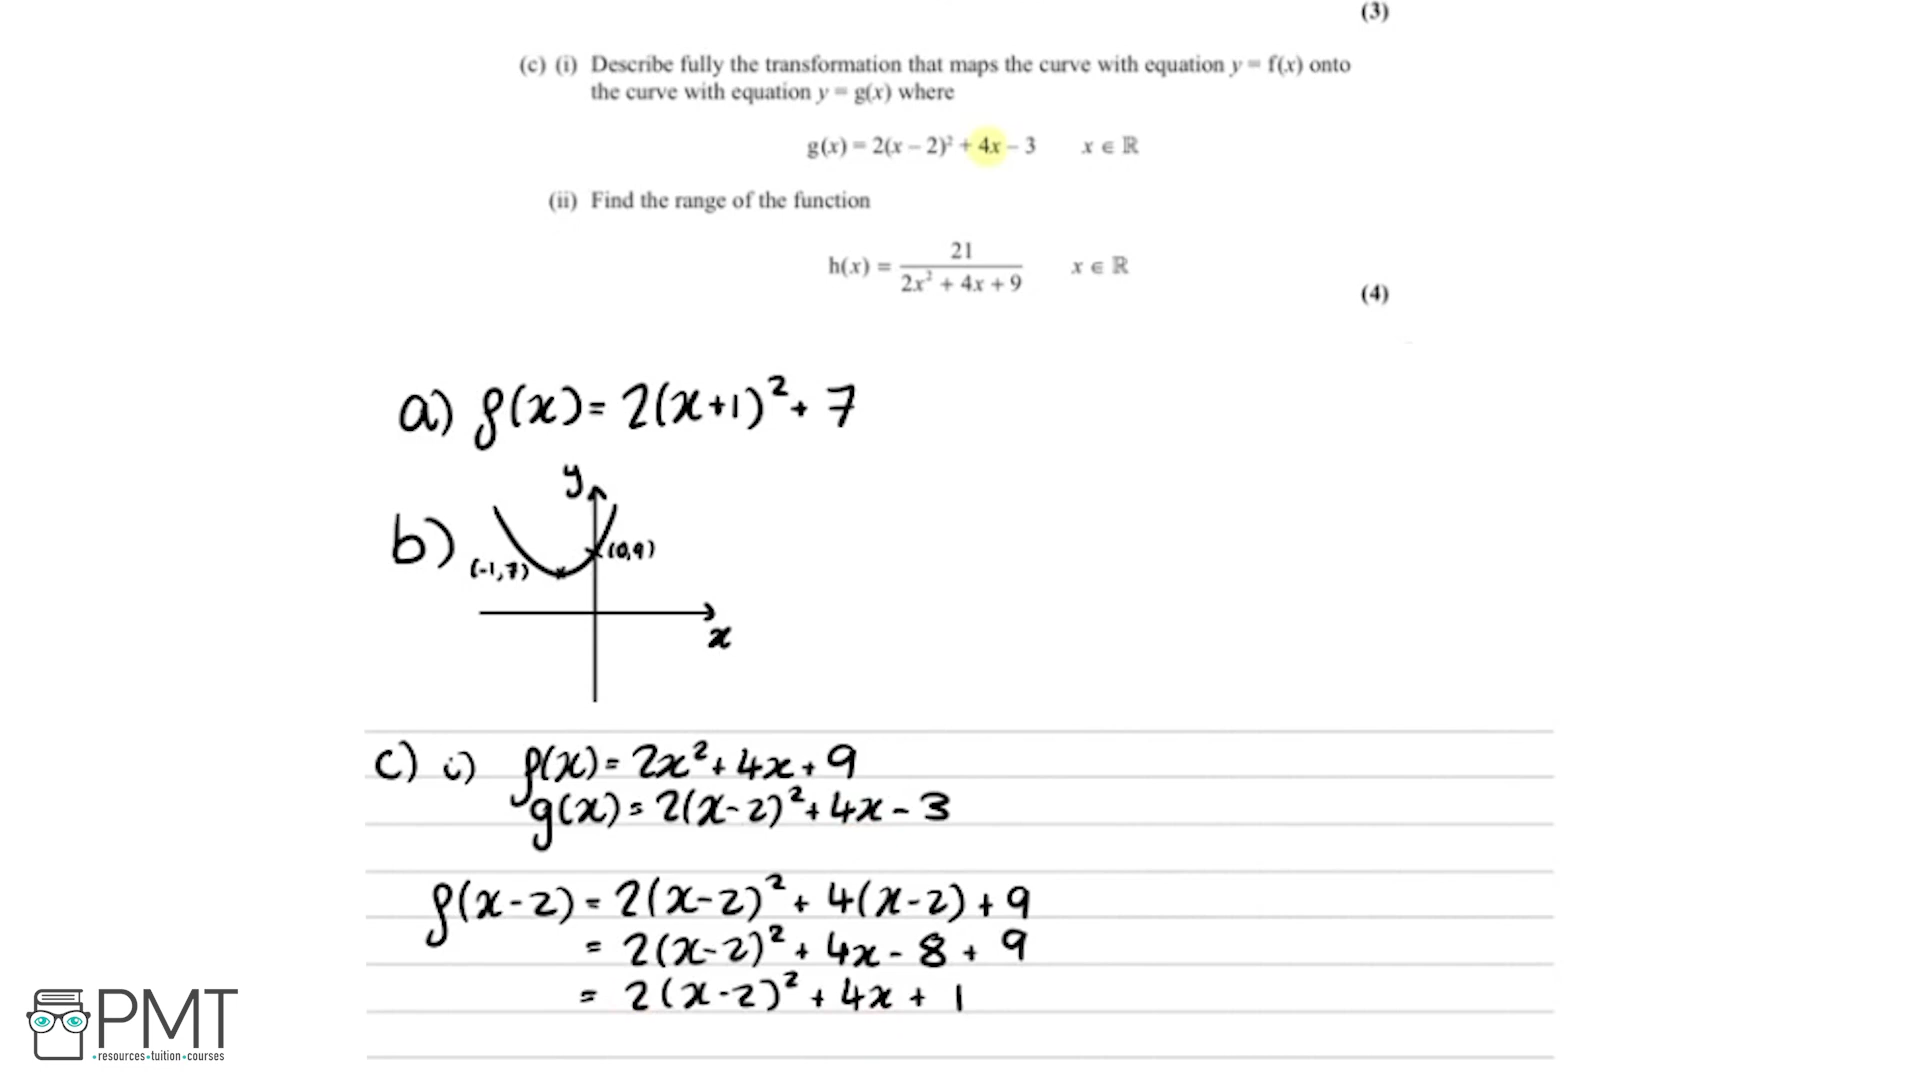 (3)
(c) (i) Describe fully the transformation that maps the curve with equation y = f(x) onto
the curve with equation y = g(x) where
g(x) = 2(x – 2)² + 4x – 3 x ∈ ℝ
(ii) Find the range of the function
h(x) = 21 / (2x² + 4x + 9) x ∈ ℝ
(4)
a) f(x) = 2(x+1)² + 7
y
b)
(0,9)
(-1,7)
x
c) i) f(x) = 2x² + 4x + 9
g(x) = 2(x-2)² + 4x - 3
f(x-2) = 2(x-2)² + 4(x-2) + 9
= 2(x-2)² + 4x - 8 + 9
= 2(x-2)² + 4x + 1
PMT
•resources•tuition•courses